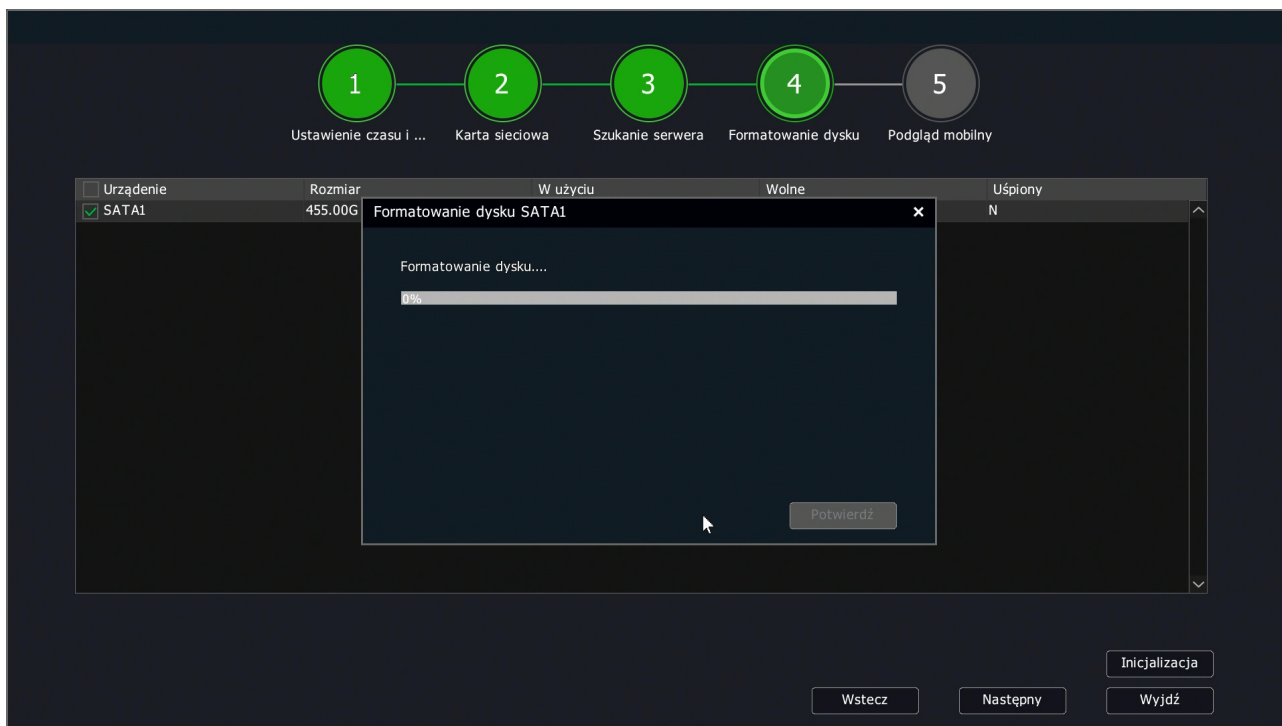 1 2 3 4 5
Ustawienie czasu i ... Karta sieciowa Szukanie serwera Formatowanie dysku Podgląd mobilny
Urządenie Rozmiar W użyciu Wolne Uśpiony
SATA1 455.00G N
Formatowanie dysku SATA1
Formatowanie dysku....
0%
Potwierdź
Inicjalizacja
Wstecz Następny Wyjdź